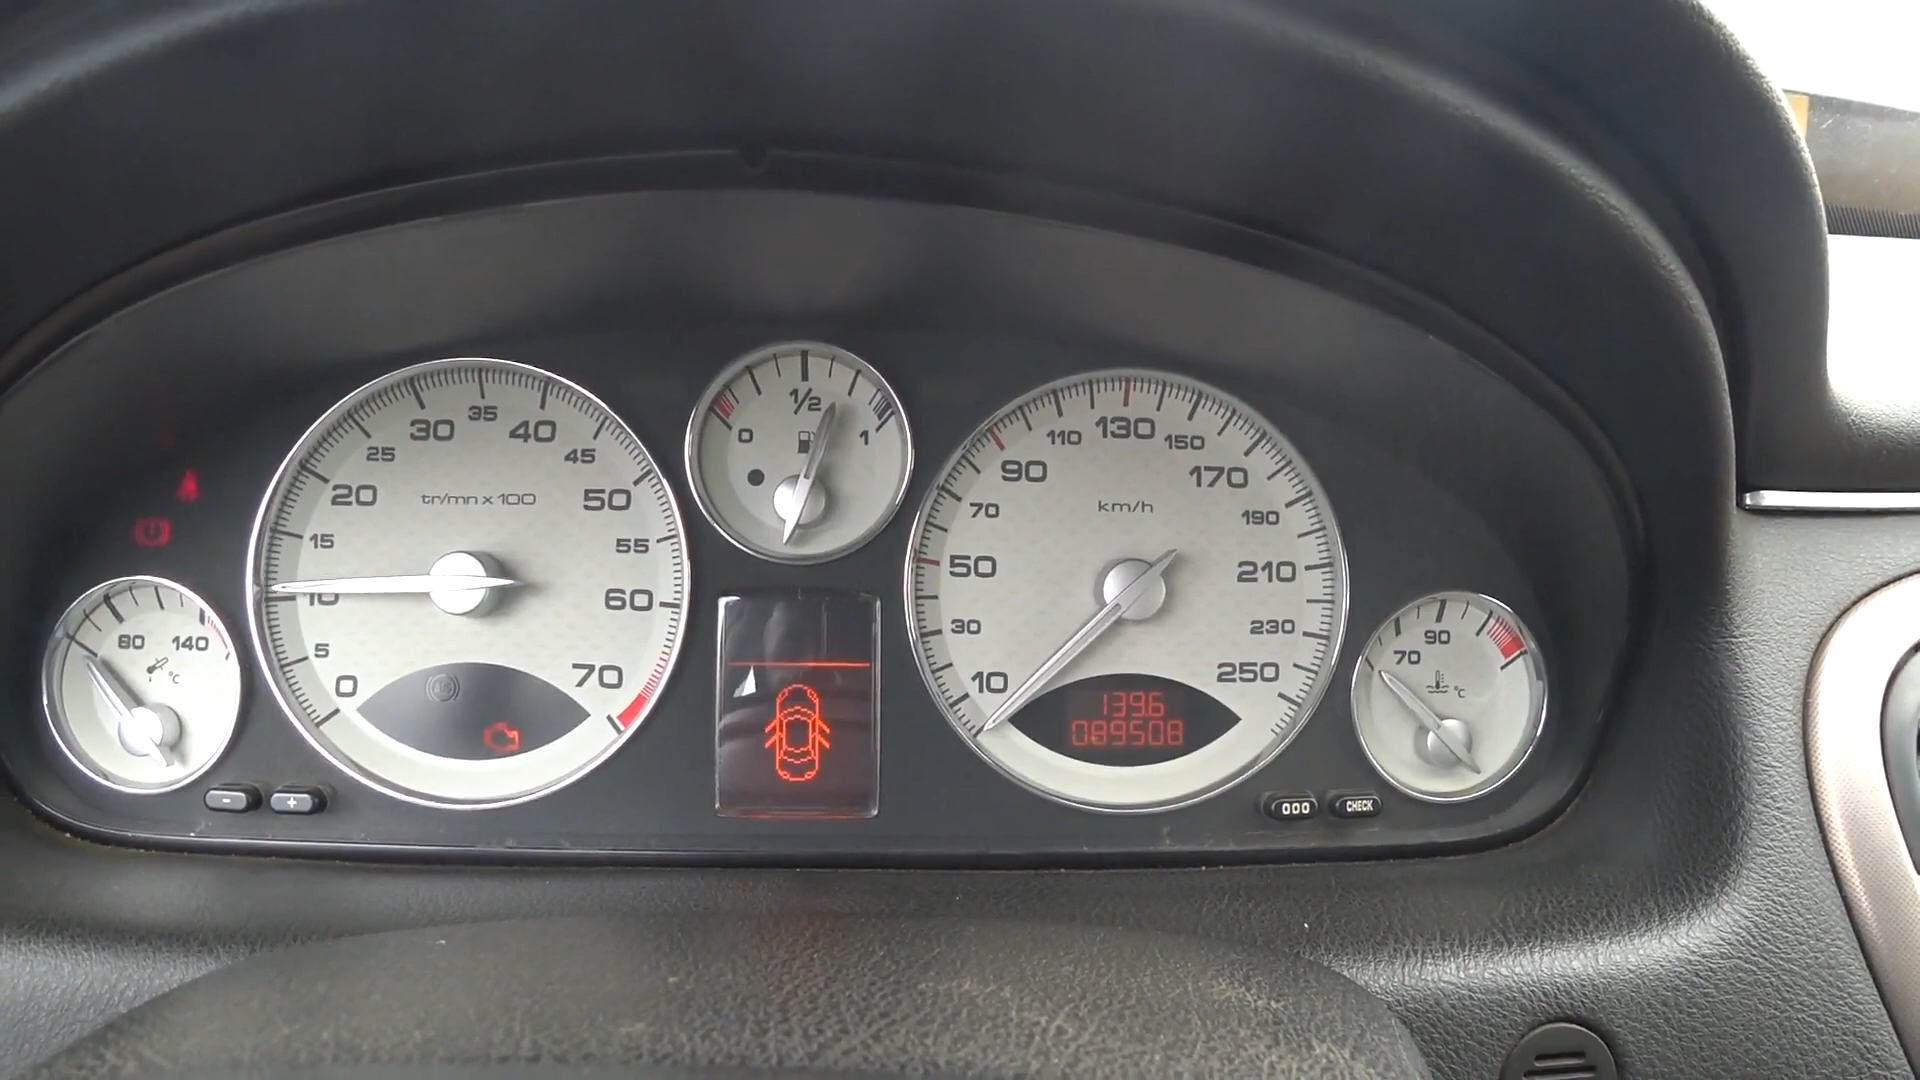 30 35 40
25 45
20 tr/mn x 100 50
15 55
10 60
5
0 70
1/2
0 1
110 130 150
90 170
70 km/h 190
50 210
30 230
10 250
139.6
089508
80 140
°C
90
70
°C
- +
000 CHECK